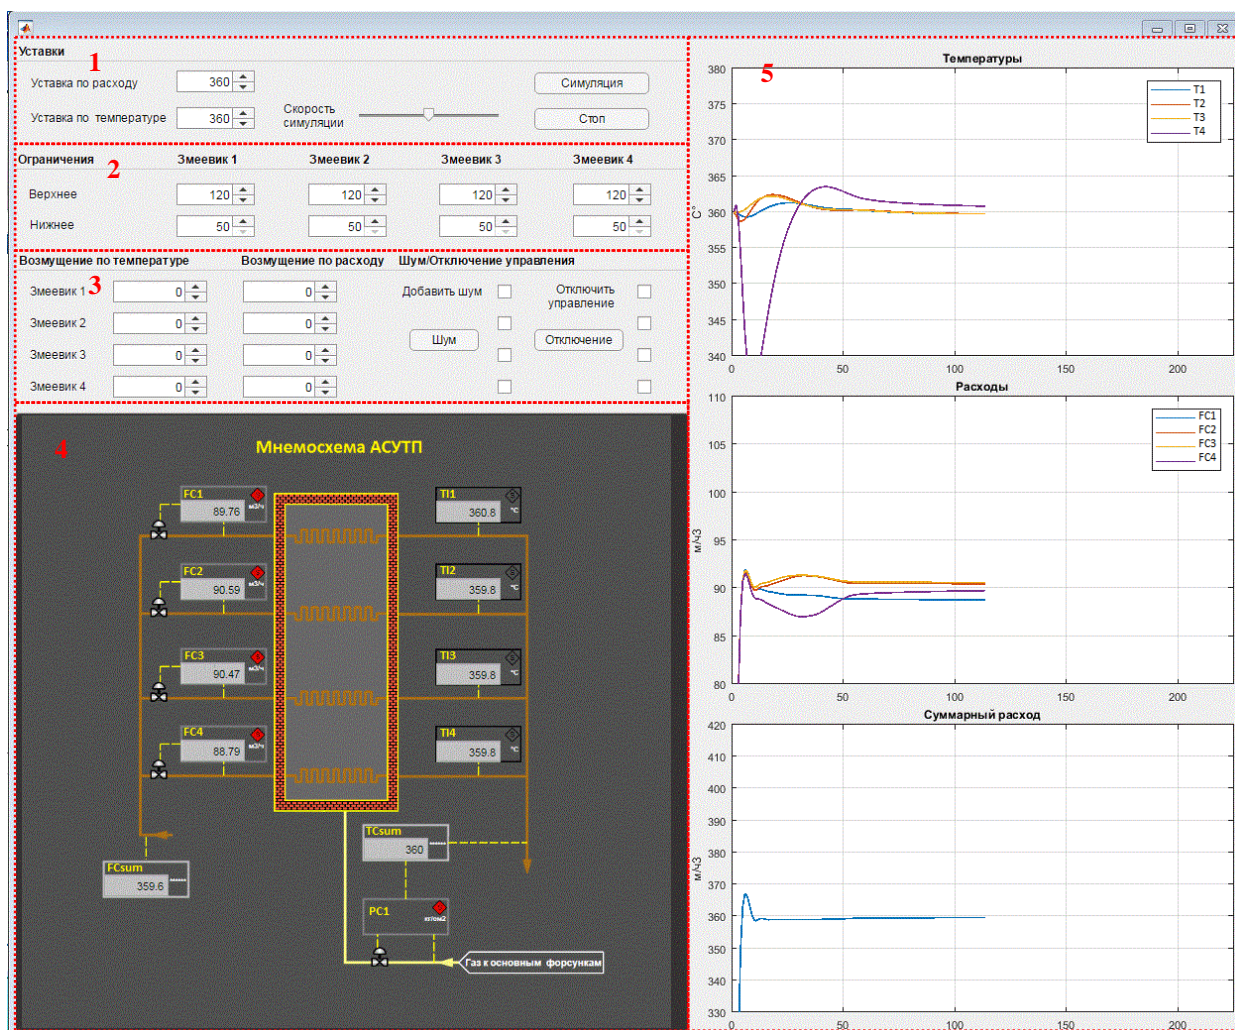 Уставки
1
Уставка по расходу
360
Симуляция
Уставка по температуре
360
Скорость
симуляции
Стоп
Ограничения
2
Змеевик 1
Змеевик 2
Змеевик 3
Змеевик 4
Верхнее
120
120
120
120
Нижнее
50
50
50
50
Возмущение по температуре
Возмущение по расходу
Шум/Отключение управления
3
Змеевик 1
0
0
Добавить шум
Отключить
управление
Змеевик 2
0
0
Шум
Отключение
Змеевик 3
0
0
Змеевик 4
0
0
4
Мнемосхема АСУТП
FC1
89.76
м3/ч
TI1
360.8
°C
FC2
90.59
м3/ч
TI2
359.8
°C
FC3
90.47
м3/ч
TI3
359.8
°C
FC4
88.79
м3/ч
TI4
359.8
°C
TCsum
360
FCsum
359.6
PC1
кг/см2
Газ к основным форсункам
5
Температуры
380
375
370
365
360
355
350
345
340
C°
T1
T2
T3
T4
0
50
100
150
200
Расходы
110
105
100
95
90
85
80
м/ч3
FC1
FC2
FC3
FC4
0
50
100
150
200
Суммарный расход
420
410
400
390
380
370
360
350
340
330
м/ч3
0
50
100
150
200